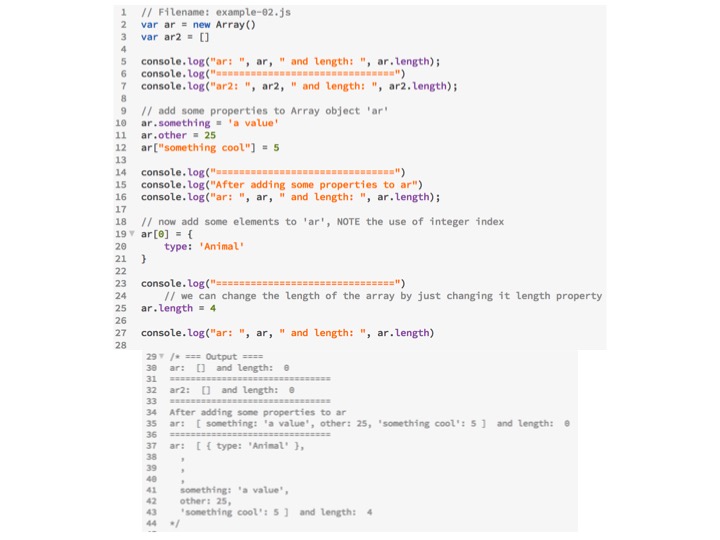 1 // Filename: example-02.js
2 var ar = new Array()
3 var ar2 = []
4
5 console.log("ar: ", ar, " and length: ", ar.length);
6 console.log("==============================")
7 console.log("ar2: ", ar2, " and length: ", ar2.length);
8
9 // add some properties to Array object 'ar'
10 ar.something = 'a value'
11 ar.other = 25
12 ar["something cool"] = 5
13
14 console.log("==============================")
15 console.log("After adding some properties to ar")
16 console.log("ar: ", ar, " and length: ", ar.length);
17
18 // now add some elements to 'ar', NOTE the use of integer index
19 ar[0] = {
20 type: 'Animal'
21 }
22
23 console.log("==============================")
24 // we can change the length of the array by just changing it length property
25 ar.length = 4
26
27 console.log("ar: ", ar, " and length: ", ar.length)
28
29 /* === Output ====
30 ar: [] and length: 0
31 ==============================
32 ar2: [] and length: 0
33 ==============================
34 After adding some properties to ar
35 ar: [ something: 'a value', other: 25, 'something cool': 5 ] and length: 0
36 ==============================
37 ar: [ { type: 'Animal' },
38 ,
39 ,
40 ,
41 something: 'a value',
42 other: 25,
43 'something cool': 5 ] and length: 4
44 */